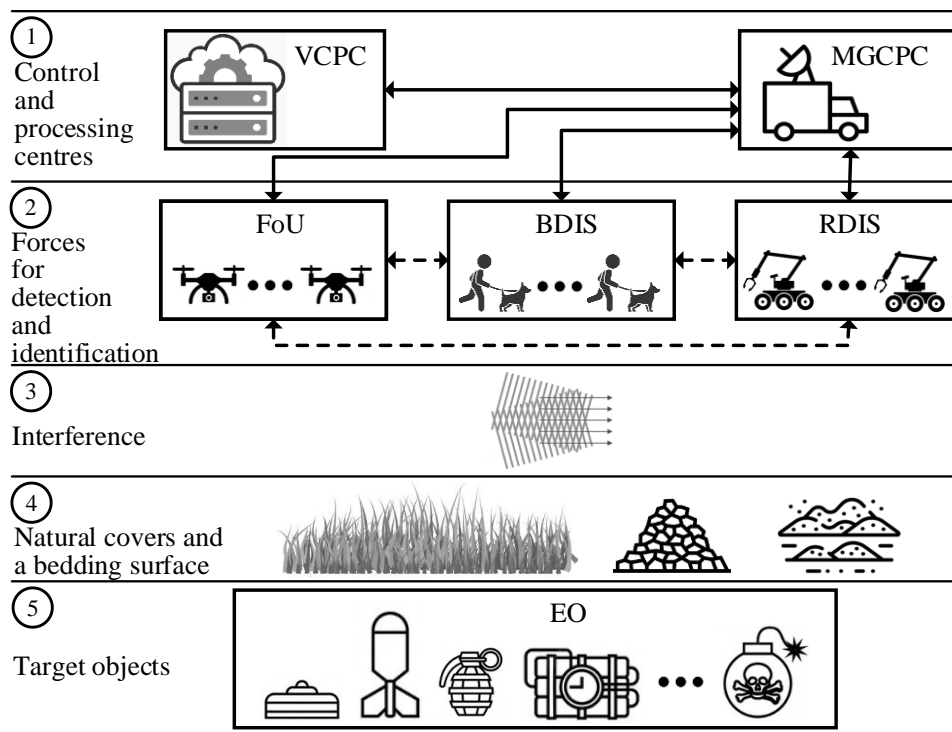 1
Control
and
processing
centres
VCPC
MGCPC
2
Forces
for
detection
and
identification
FoU
BDIS
RDIS
3
Interference
4
Natural covers and
a bedding surface
5
Target objects
EO